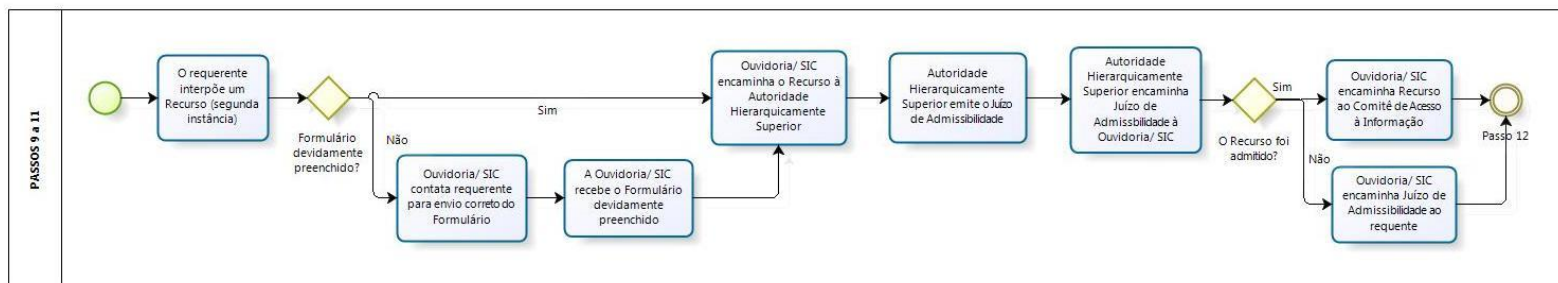 PASSOS 9 a 11
O requerente
interpõe um
Recurso (segunda
instância)
Formulário
devidamente
preenchido?
Sim
Não
Ouvidoria/ SIC
contata requerente
para envio correto do
Formulário
A Ouvidoria/ SIC
recebe o Formulário
devidamente
preenchido
Ouvidoria/ SIC
encaminha o Recurso à
Autoridade
Hierarquicamente
Superior
Autoridade
Hierarquicamente
Superior emite o Juízo
de Admissibilidade
Autoridade
Hierarquicamente
Superior encaminha
Juízo de
Admissbilidade à
Ouvidoria/ SIC
O Recurso foi
admitido?
Sim
Não
Ouvidoria/ SIC
encaminha Recurso
ao Comitê de Acesso
à Informação
Ouvidoria/ SIC
encaminha Juízo de
Admissibilidade ao
requente
Passo 12